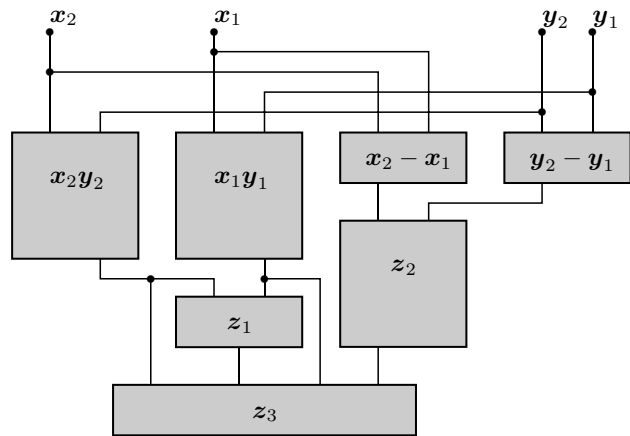 x₂ x₁ y₂ y₁
x₂y₂ x₁y₁ x₂ − x₁ y₂ − y₁
z₂
z₁
z₃